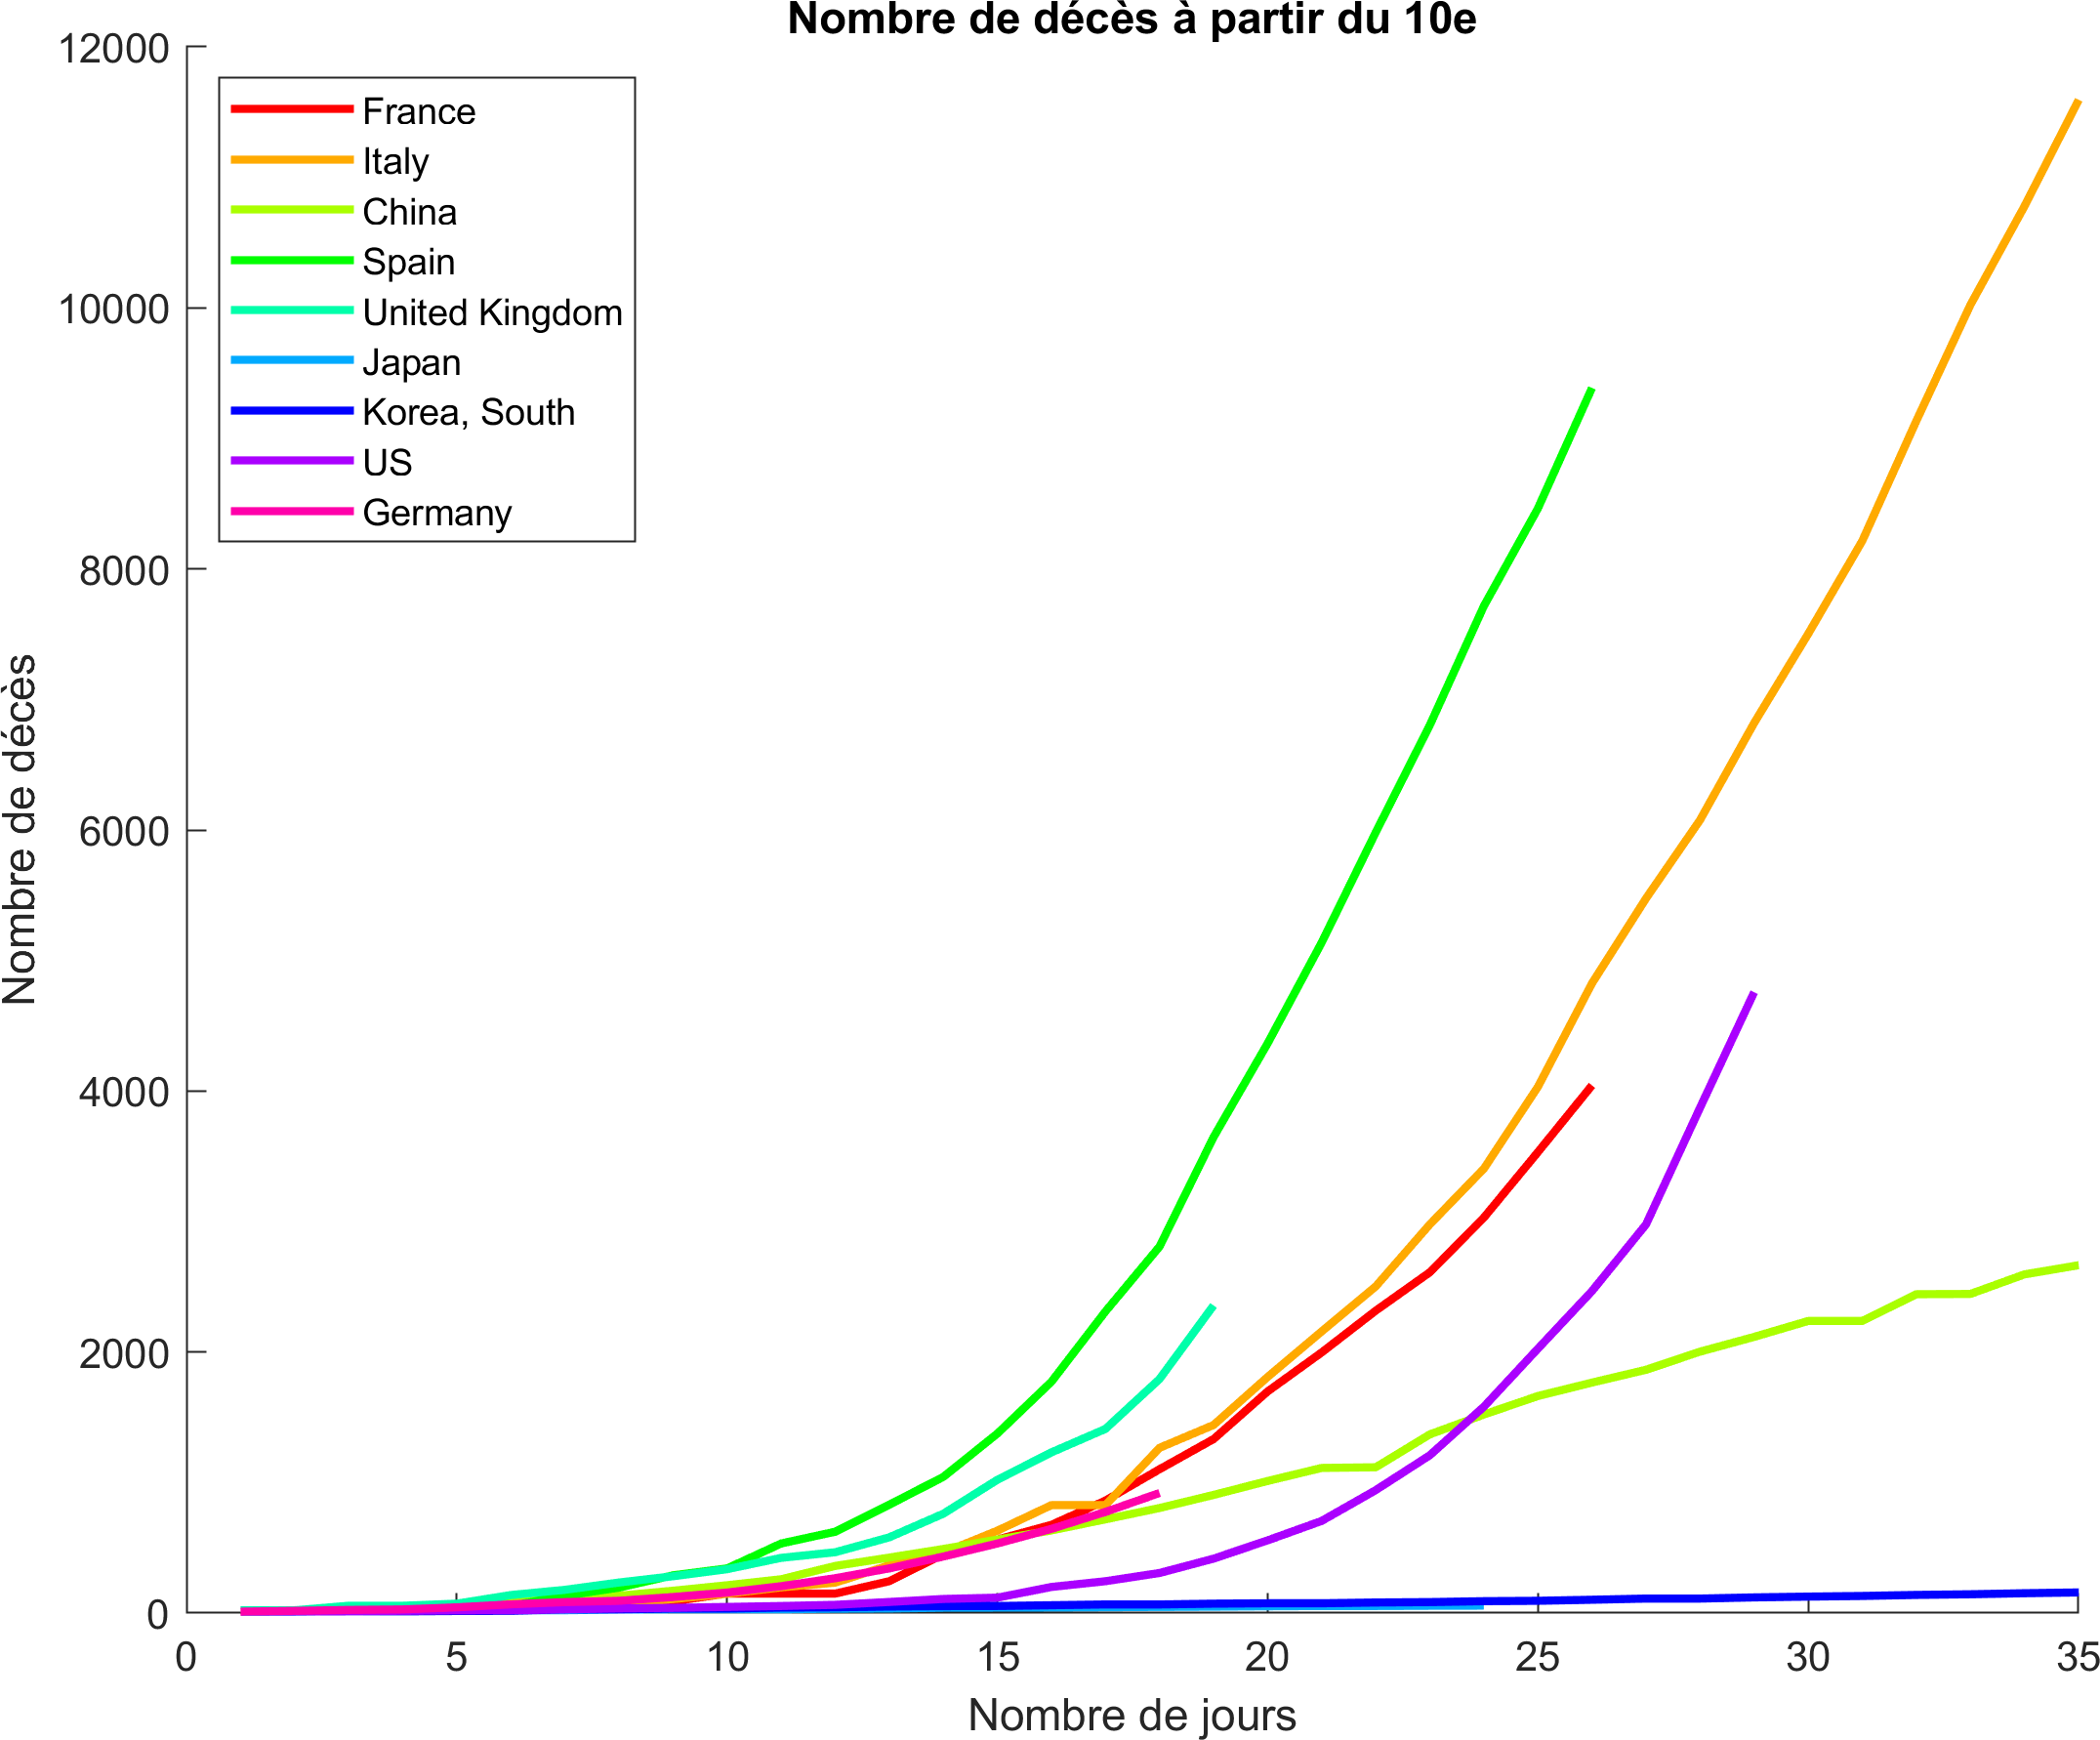 Nombre de décès à partir du 10e
12000
10000
8000
6000
4000
2000
0
Nombre de décès
France
Italy
China
Spain
United Kingdom
Japan
Korea, South
US
Germany
0 5 10 15 20 25 30 35
Nombre de jours